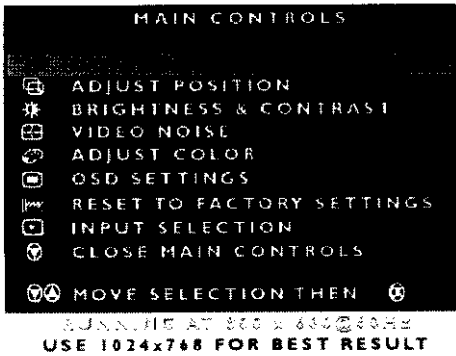 MAIN CONTROLS
ADJUST POSITION
BRIGHTNESS & CONTRAST
VIDEO NOISE
ADJUST COLOR
OSD SETTINGS
RESET TO FACTORY SETTINGS
INPUT SELECTION
CLOSE MAIN CONTROLS
MOVE SELECTION THEN
AT
USE 1024x768 FOR BEST RESULT